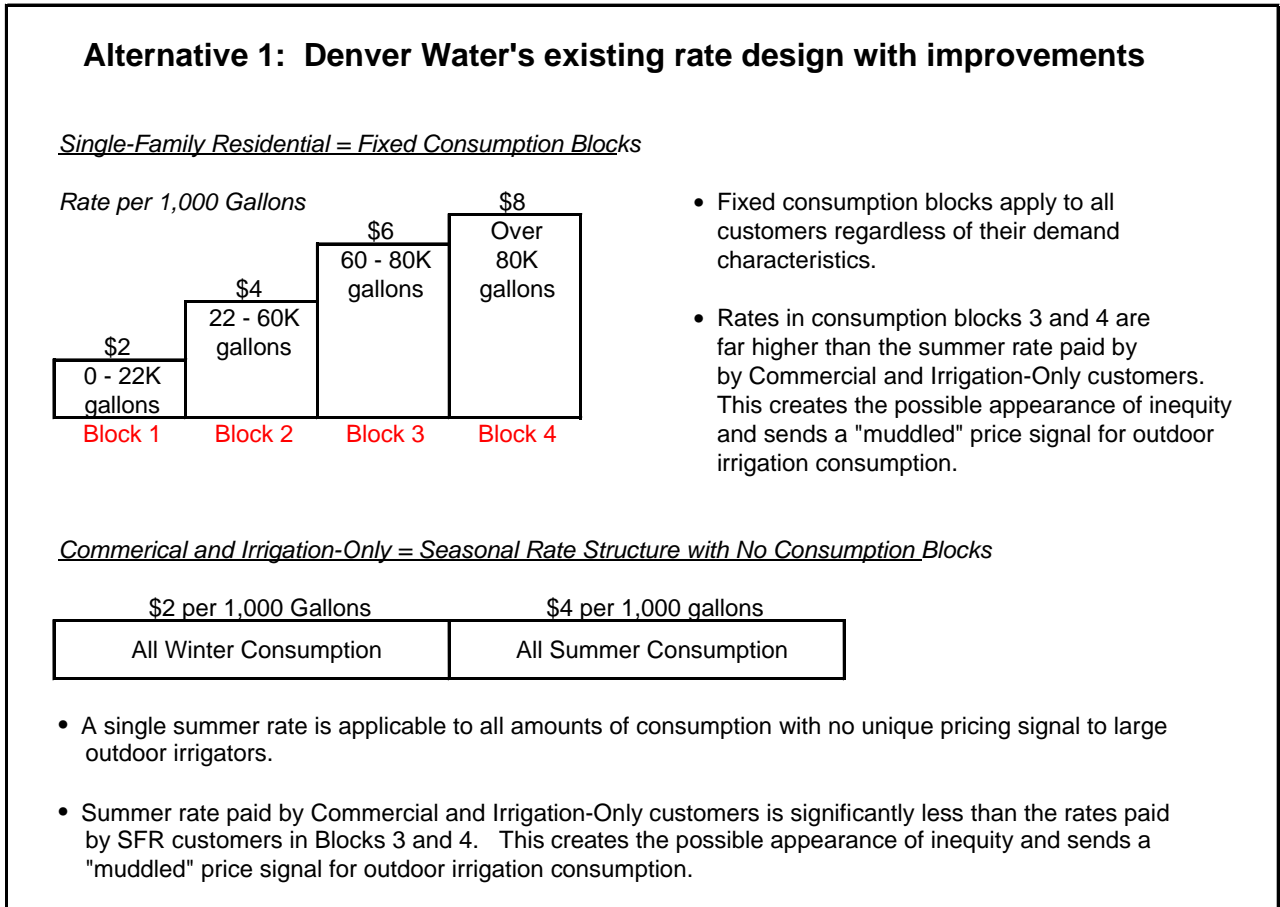 Alternative 1: Denver Water's existing rate design with improvements
Single-Family Residential = Fixed Consumption Blocks
Rate per 1,000 Gallons
$2
0 - 22K
gallons
Block 1
$4
22 - 60K
gallons
Block 2
$6
60 - 80K
gallons
Block 3
$8
Over
80K
gallons
Block 4
• Fixed consumption blocks apply to all
customers regardless of their demand
characteristics.
• Rates in consumption blocks 3 and 4 are
far higher than the summer rate paid by
by Commercial and Irrigation-Only customers.
This creates the possible appearance of inequity
and sends a "muddled" price signal for outdoor
irrigation consumption.
Commerical and Irrigation-Only = Seasonal Rate Structure with No Consumption Blocks
$2 per 1,000 Gallons
All Winter Consumption
$4 per 1,000 gallons
All Summer Consumption
• A single summer rate is applicable to all amounts of consumption with no unique pricing signal to large
outdoor irrigators.
• Summer rate paid by Commercial and Irrigation-Only customers is significantly less than the rates paid
by SFR customers in Blocks 3 and 4. This creates the possible appearance of inequity and sends a
"muddled" price signal for outdoor irrigation consumption.